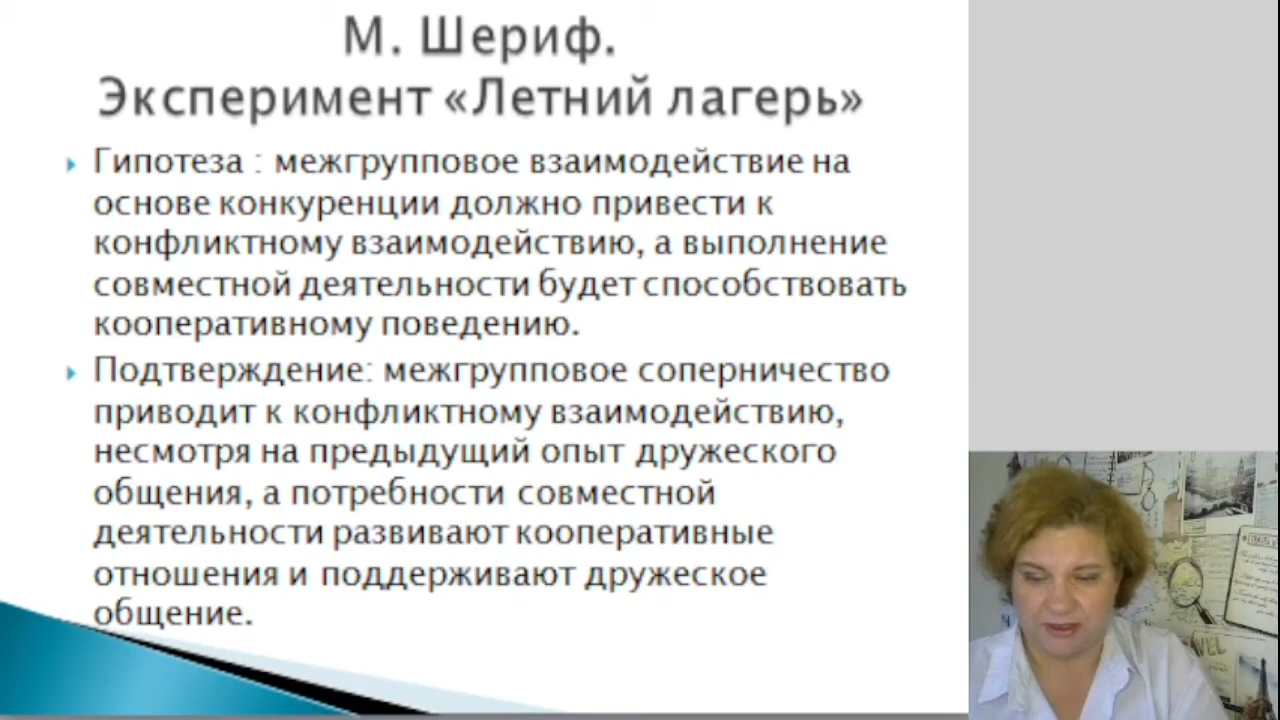 М. Шериф.
Эксперимент «Летний лагерь»
Гипотеза : межгрупповое взаимодействие на
основе конкуренции должно привести к
конфликтному взаимодействию, а выполнение
совместной деятельности будет способствовать
кооперативному поведению.
Подтверждение: межгрупповое соперничество
приводит к конфликтному взаимодействию,
несмотря на предыдущий опыт дружеского
общения, а потребности совместной
деятельности развивают кооперативные
отношения и поддерживают дружеское
общение.